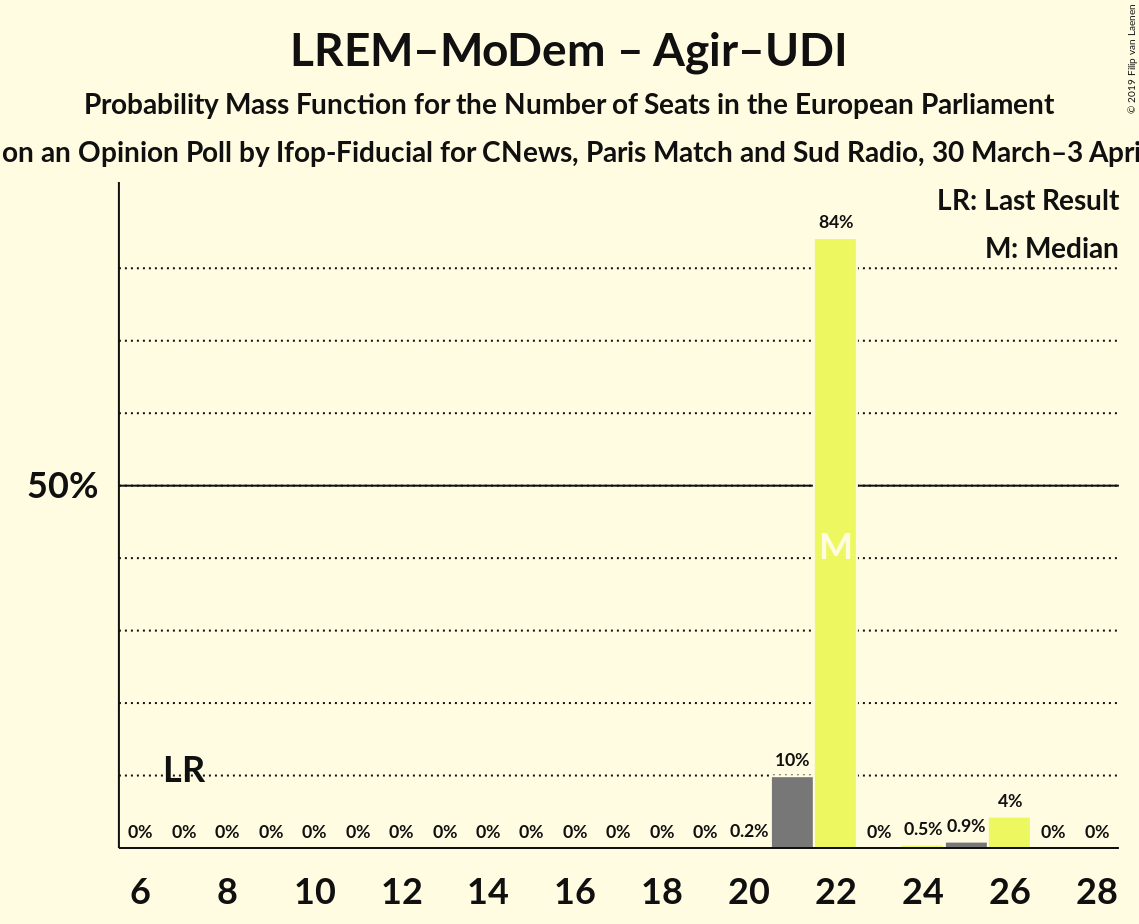 LREM–MoDem – Agir–UDI
Probability Mass Function for the Number of Seats in the European Parliament
on an Opinion Poll by Ifop-Fiducial for CNews, Paris Match and Sud Radio, 30 March–3 Apri
© 2019 Filip van Laenen
LR: Last Result
M: Median
84%
50%
M
LR
10%
4%
0% 0% 0% 0% 0% 0% 0% 0% 0% 0% 0% 0% 0% 0% 0.2% 0% 0.5% 0.9% 0% 0%
6 8 10 12 14 16 18 20 22 24 26 28